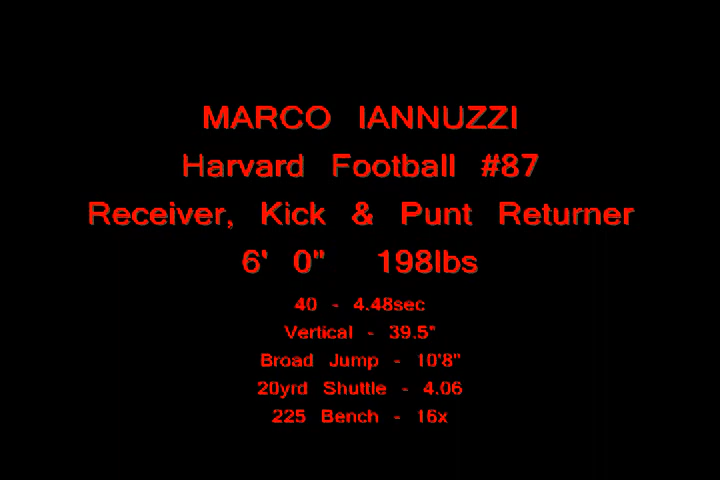 MARCO IANNUZZI
Harvard Football #87
Receiver, Kick & Punt Returner
6' 0" 198lbs
40 - 4.48sec
Vertical - 39.5"
Broad Jump - 10'8"
20yrd Shuttle - 4.06
225 Bench - 16x